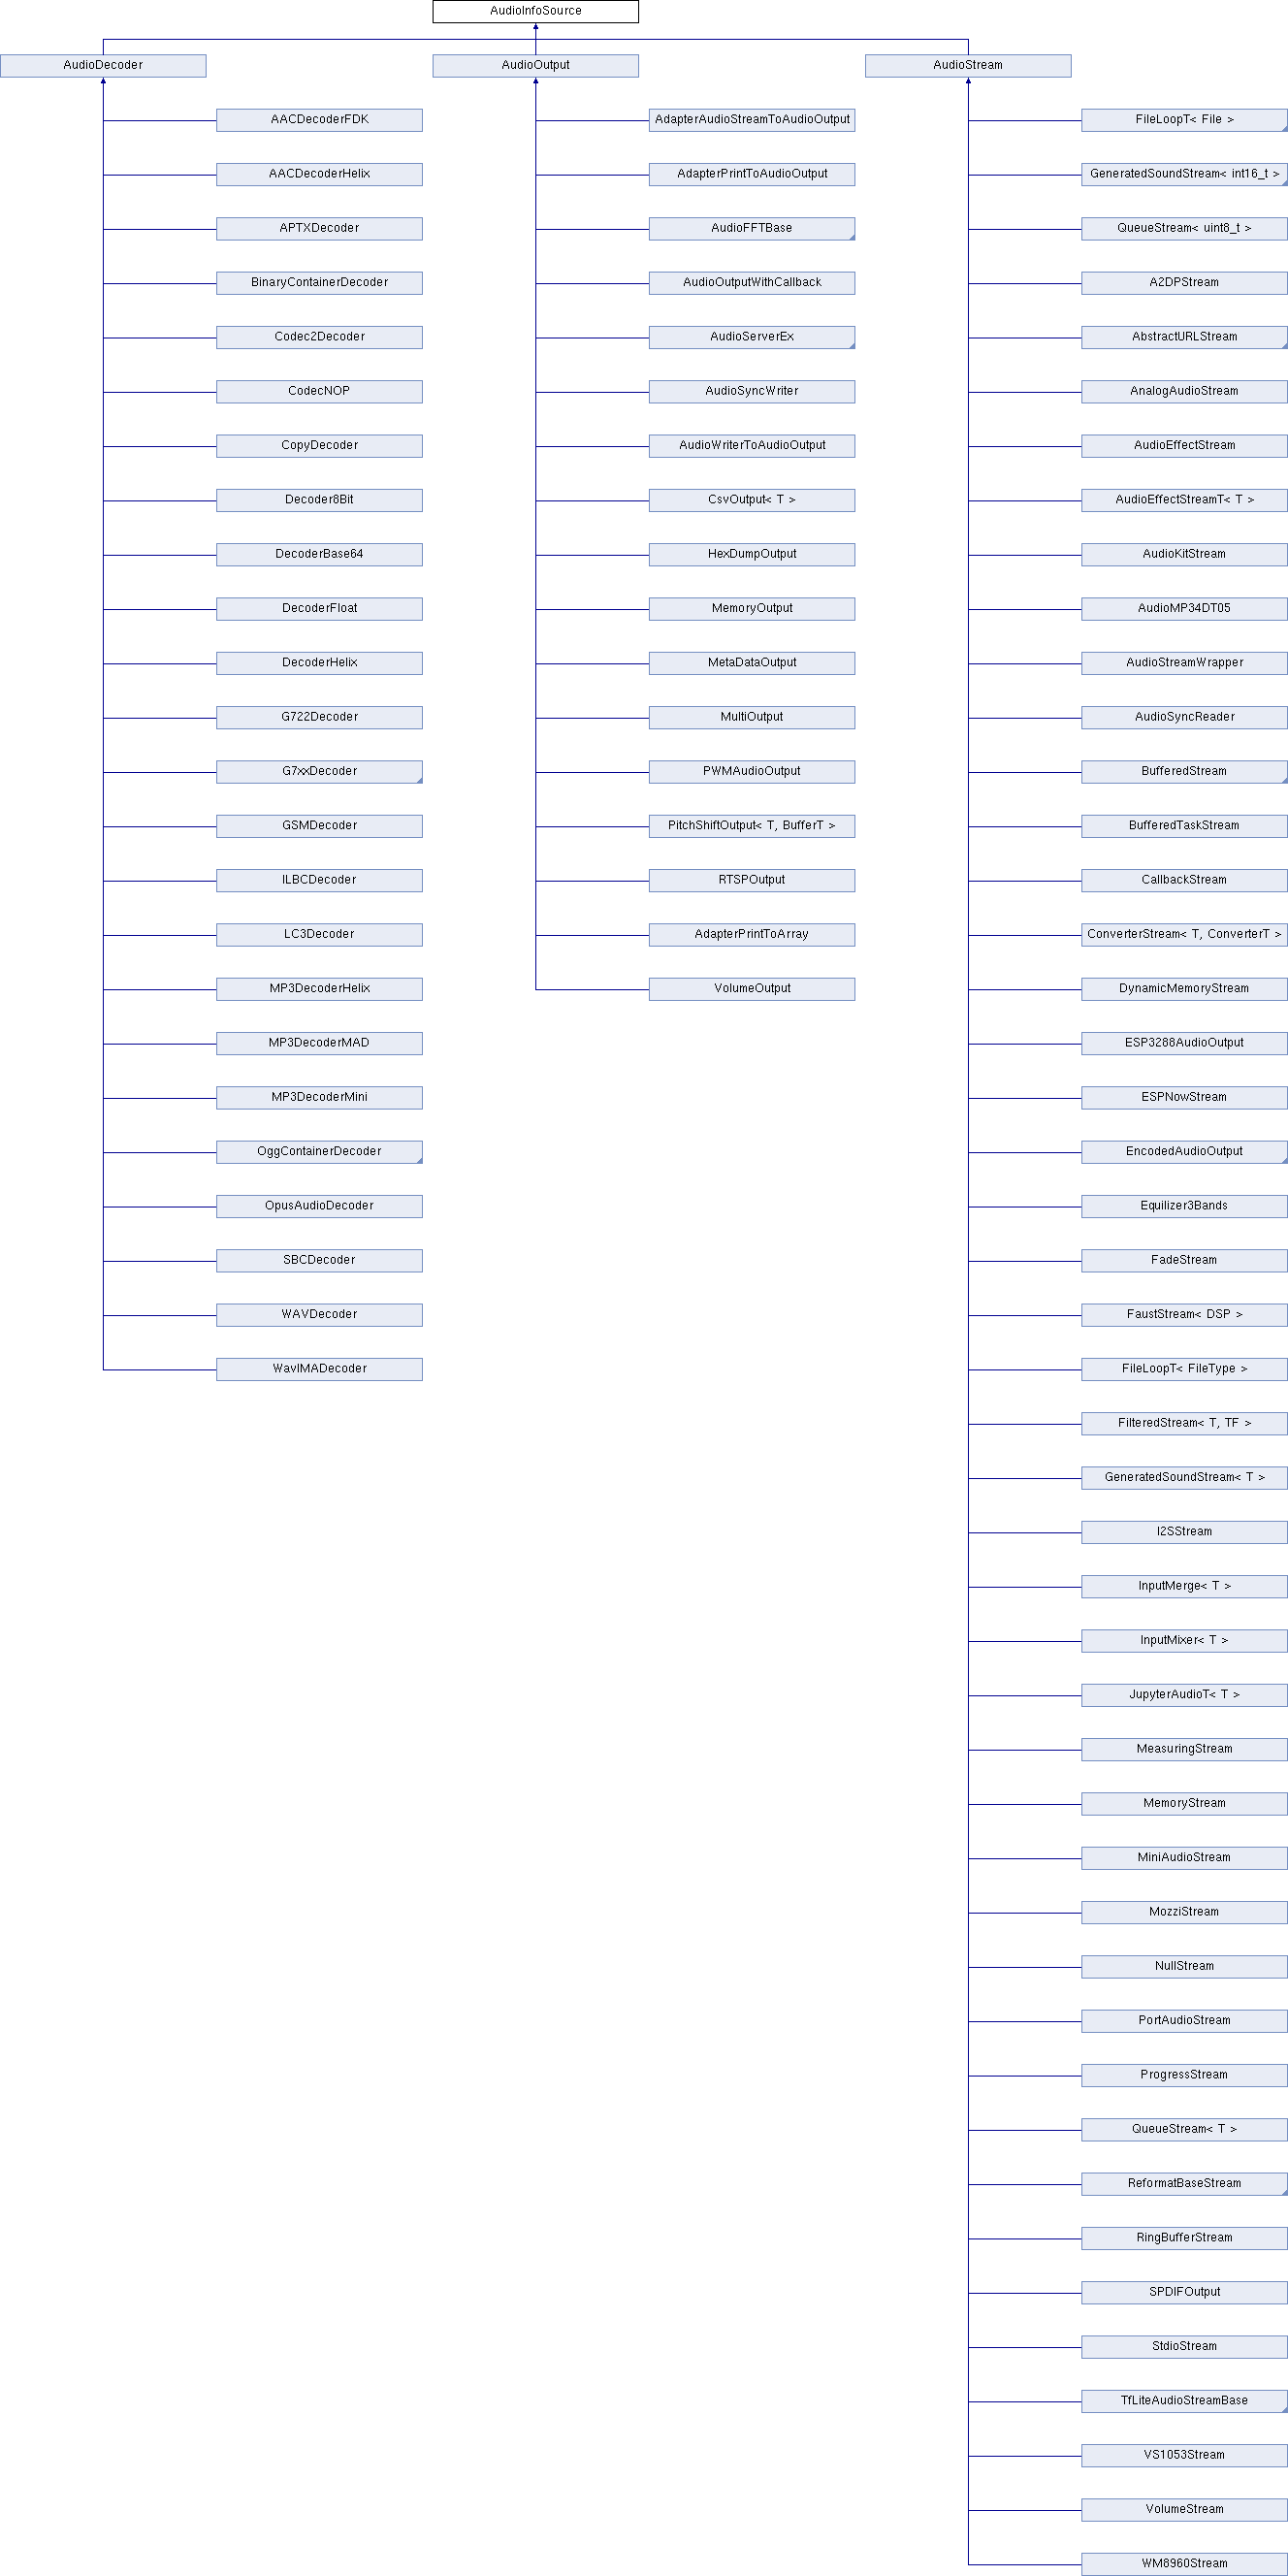 AudioInfoSource
AudioDecoder
AudioOutput
AudioStream
AACDecoderFDK
AACDecoderHelix
APTXDecoder
BinaryContainerDecoder
Codec2Decoder
CodecNOP
CopyDecoder
Decoder8Bit
DecoderBase64
DecoderFloat
DecoderHelix
G722Decoder
G7xxDecoder
GSMDecoder
ILBCDecoder
LC3Decoder
MP3DecoderHelix
MP3DecoderMAD
MP3DecoderMini
OggContainerDecoder
OpusAudioDecoder
SBCDecoder
WAVDecoder
WavIMADecoder
AdapterAudioStreamToAudioOutput
AdapterPrintToAudioOutput
AudioFFTBase
AudioOutputWithCallback
AudioServerEx
AudioSyncWriter
AudioWriterToAudioOutput
CsvOutput< T >
HexDumpOutput
MemoryOutput
MetaDataOutput
MultiOutput
PWMAudioOutput
PitchShiftOutput< T, BufferT >
RTSPOutput
AdapterPrintToArray
VolumeOutput
FileLoopT< File >
GeneratedSoundStream< int16_t >
QueueStream< uint8_t >
A2DPStream
AbstractURLStream
AnalogAudioStream
AudioEffectStream
AudioEffectStreamT< T >
AudioKitStream
AudioMP34DT05
AudioStreamWrapper
AudioSyncReader
BufferedStream
BufferedTaskStream
CallbackStream
ConverterStream< T, ConverterT >
DynamicMemoryStream
ESP3288AudioOutput
ESPNowStream
EncodedAudioOutput
Equilizer3Bands
FadeStream
FaustStream< DSP >
FileLoopT< FileType >
FilteredStream< T, TF >
GeneratedSoundStream< T >
I2SStream
InputMerge< T >
InputMixer< T >
JupyterAudioT< T >
MeasuringStream
MemoryStream
MiniAudioStream
MozziStream
NullStream
PortAudioStream
ProgressStream
QueueStream< T >
ReformatBaseStream
RingBufferStream
SPDIFOutput
StdioStream
TfLiteAudioStreamBase
VS1053Stream
VolumeStream
WM8960Stream